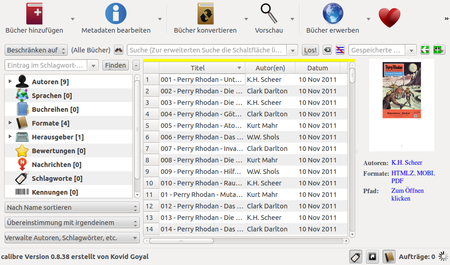 Bücher hinzufügen
Metadaten bearbeiten
Bücher konvertieren
Vorschau
Bücher erwerben
»
Beschränken auf
(Alle Bücher)
Suche (Zur erweiterten Suche die Schaltfläche li
Los!
Gespeicherte
Eintrag im Schlagwort-
Finden
Autoren [9]
Sprachen [0]
Buchreihen [0]
Formate [4]
Herausgeber [1]
Bewertungen [0]
Nachrichten [0]
Schlagworte [0]
Kennungen [0]
Nach Name sortieren
Übereinstimmung mit irgendeinem
Verwalte Autoren, Schlagwörter, etc.
Titel Autor(en) Datum
1 001 - Perry Rhodan - Unt... K.H. Scheer 10 Nov 2011
2 002 - Perry Rhodan - Die ... Clark Darlton 10 Nov 2011
3 003 - Perry Rhodan - Die ... K.H. Scheer 10 Nov 2011
4 004 - Perry Rhodan - Göt... Clark Darlton 10 Nov 2011
5 005 - Perry Rhodan - Ato... Kurt Mahr 10 Nov 2011
6 006 - Perry Rhodan - Das ... W.W. Shols 10 Nov 2011
7 007 - Perry Rhodan - Inva... Clark Darlton 10 Nov 2011
8 008 - Perry Rhodan - Die ... Kurt Mahr 10 Nov 2011
9 009 - Perry Rhodan - Hilf... W.W. Shols 10 Nov 2011
10 010 - Perry Rhodan - Rau... K.H. Scheer 10 Nov 2011
11 01 - Perry Rhodan - Muta... Kurt Mahr 10 Nov 2011
12 012 - Perry Rhodan - Das ... Clark Darlton 10 Nov 2011
13 013 - Perry Rhodan - Die ... K.H. Scheer 10 Nov 2011
14 014 - Perry Rhodan - Das ... Clark Darlton 10 Nov 2011
Autoren: K.H. Scheer
Formate: HTMLZ, MOBI, PDF
Pfad: Zum Öffnen klicken
calibre Version 0.8.38 erstellt von Kovid Goyal
Aufträge: 0